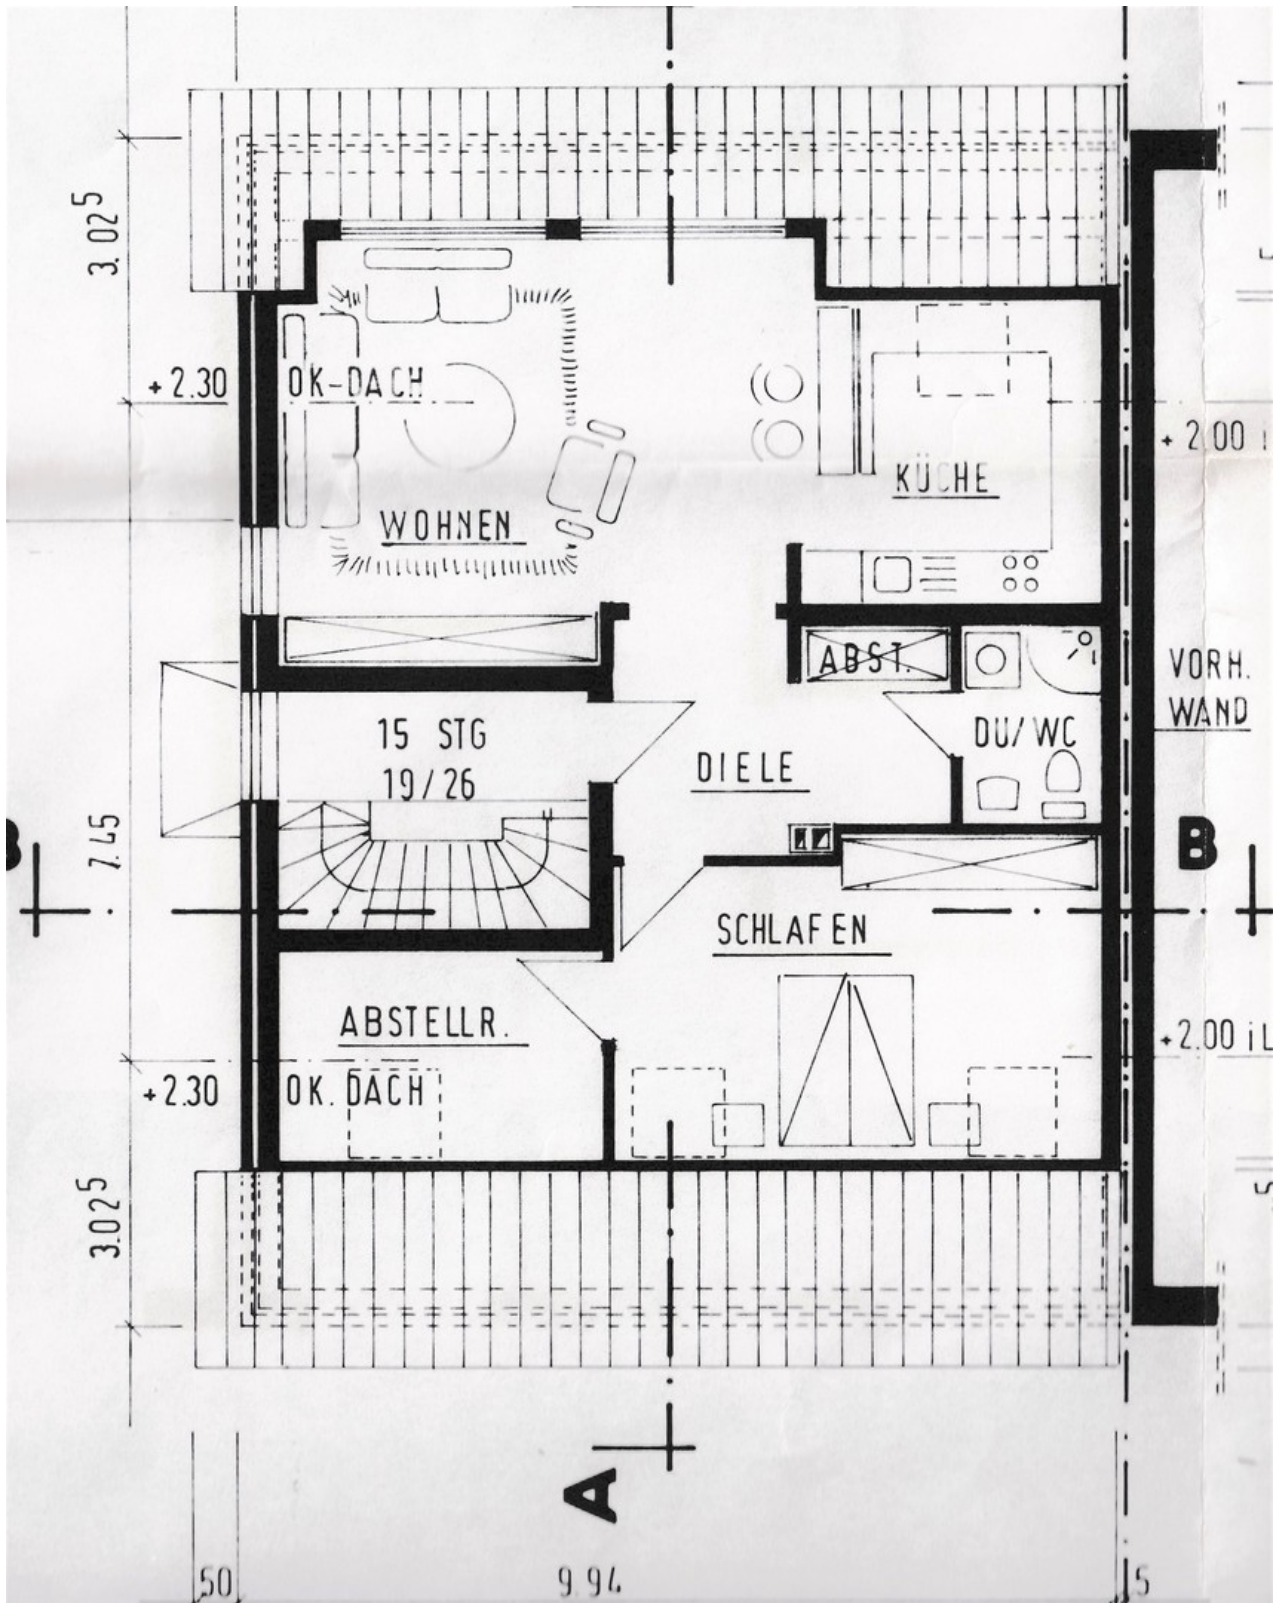 3.02⁵
+2.30
OK-DACH
+2.00 i
KÜCHE
WOHNEN
ABST.
VORH.
WAND
15 STG
19/26
DU/WC
DIELE
7.45
B
SCHLAFEN
ABSTELLR.
+2.00 iL
+2.30
OK. DACH
3.02⁵
A
50
9.94
5